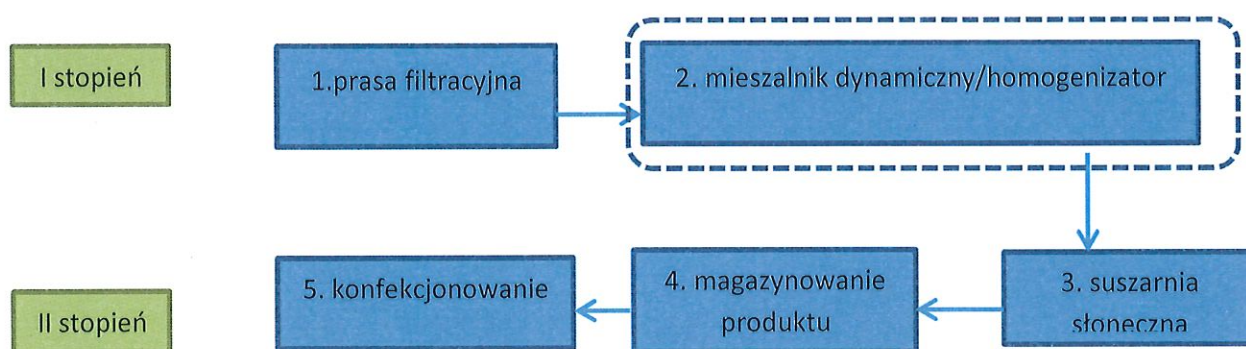 I stopień
1.prasa filtracyjna
2. mieszalnik dynamiczny/homogenizator
II stopień
5. konfekcjonowanie
4. magazynowanie
produktu
3. suszarnia
słoneczna